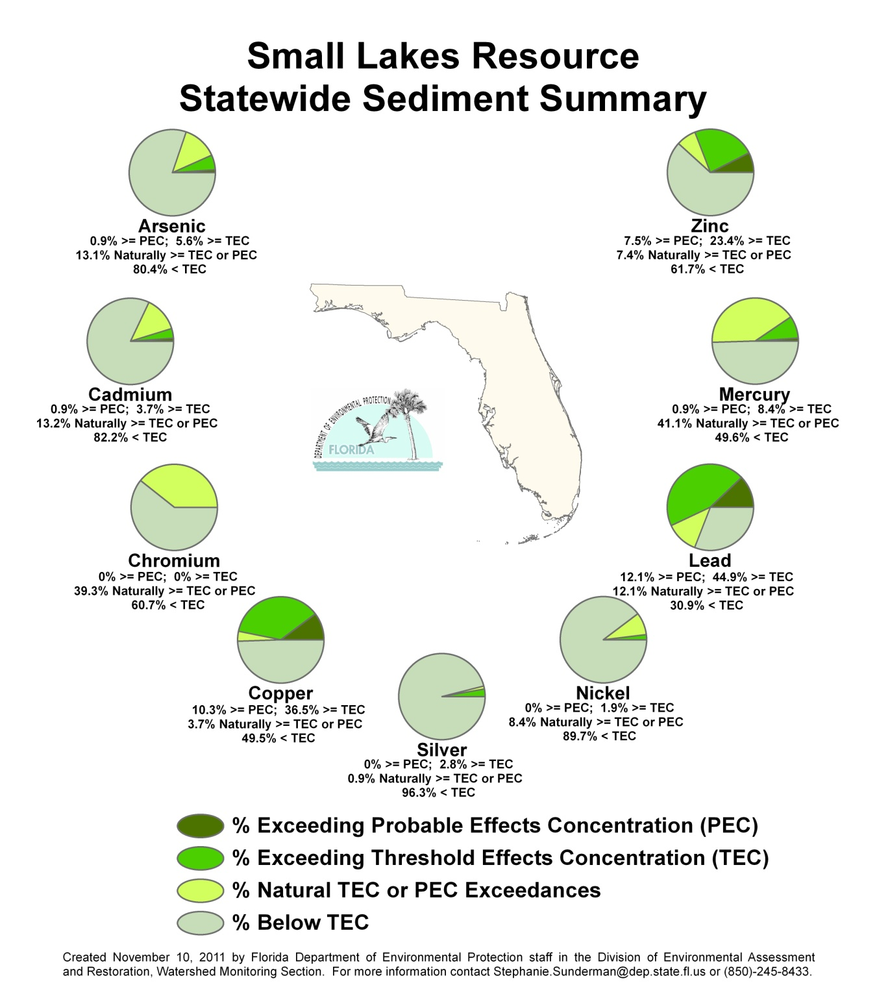 Small Lakes Resource
Statewide Sediment Summary
Arsenic
0.9% >= PEC;  5.6% >= TEC
13.1% Naturally >= TEC or PEC
80.4% < TEC
Zinc
7.5% >= PEC;  23.4% >= TEC
7.4% Naturally >= TEC or PEC
61.7% < TEC
Cadmium
0.9% >= PEC;  3.7% >= TEC
13.2% Naturally >= TEC or PEC
82.2% < TEC
Mercury
0.9% >= PEC;  8.4% >= TEC
41.1% Naturally >= TEC or PEC
49.6% < TEC
DEPARTMENT OF ENVIRONMENTAL PROTECTION
FLORIDA
Chromium
0% >= PEC;  0% >= TEC
39.3% Naturally >= TEC or PEC
60.7% < TEC
Lead
12.1% >= PEC;  44.9% >= TEC
12.1% Naturally >= TEC or PEC
30.9% < TEC
Copper
10.3% >= PEC;  36.5% >= TEC
3.7% Naturally >= TEC or PEC
49.5% < TEC
Nickel
0% >= PEC;  1.9% >= TEC
8.4% Naturally >= TEC or PEC
89.7% < TEC
Silver
0% >= PEC;  2.8% >= TEC
0.9% Naturally >= TEC or PEC
96.3% < TEC
% Exceeding Probable Effects Concentration (PEC)
% Exceeding Threshold Effects Concentration (TEC)
% Natural TEC or PEC Exceedances
% Below TEC
Created November 10, 2011 by Florida Department of Environmental Protection staff in the Division of Environmental Assessment
and Restoration, Watershed Monitoring Section.  For more information contact Stephanie.Sunderman@dep.state.fl.us or (850)-245-8433.